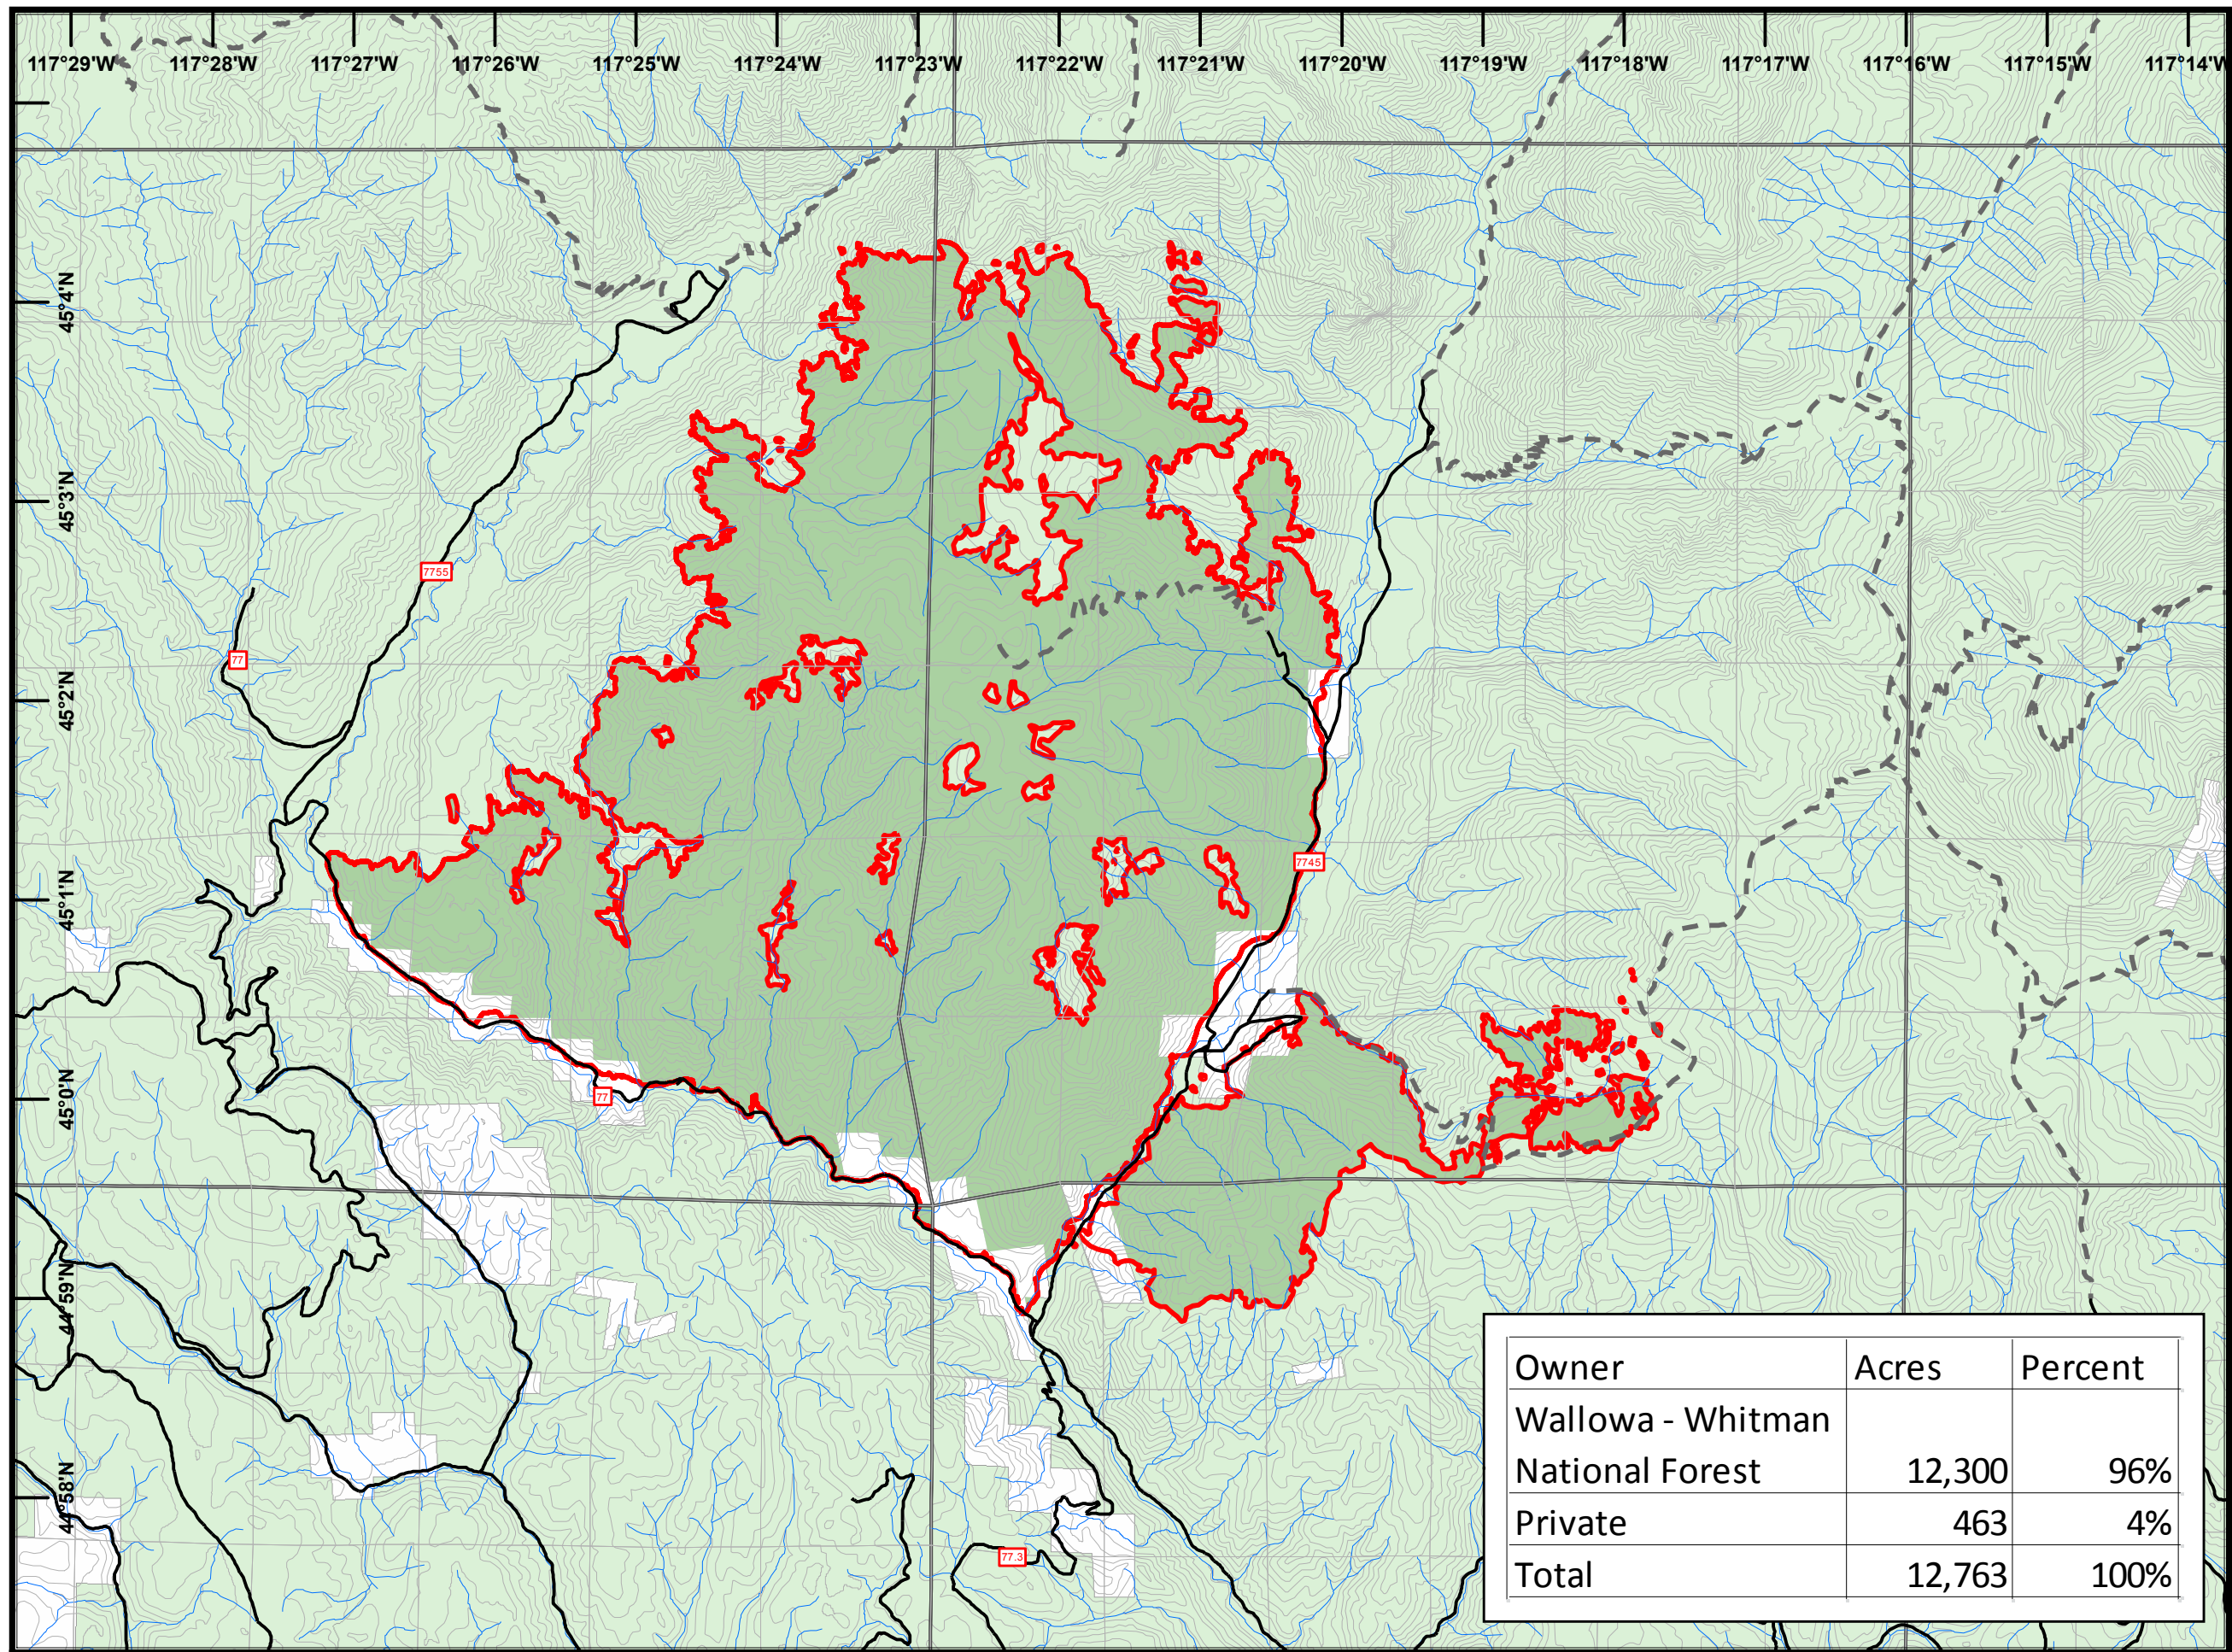 117°29'W 117°28'W 117°27'W 117°26'W 117°25'W 117°24'W 117°23'W 117°22'W 117°21'W 117°20'W 117°19'W 117°18'W 117°17'W 117°16'W 117°15'W 117°14'W
45°4'N
45°3'N
7755
77
45°2'N
7745
45°1'N
45°0'N
77
44°59'N
Owner Acres Percent
Wallowa - Whitman
National Forest 12,300 96%
Private 463 4%
Total 12,763 100%
44°58'N
77.3